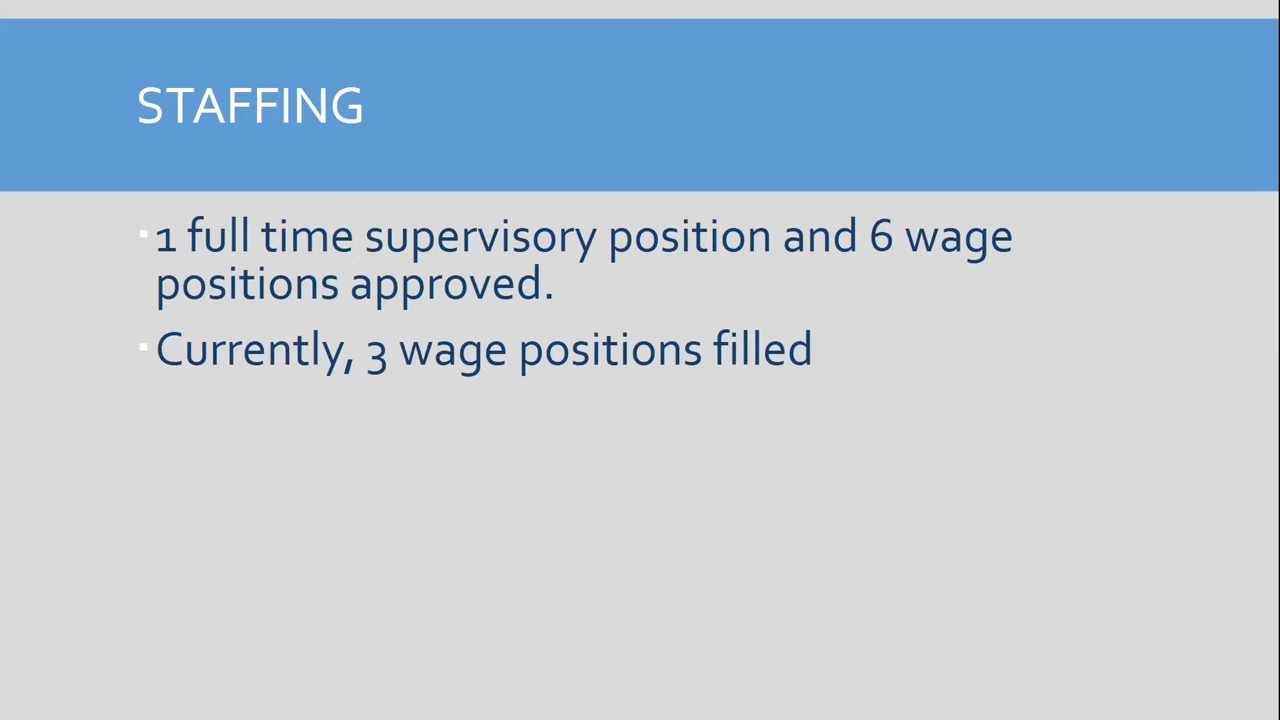 STAFFING
1 full time supervisory position and 6 wage
positions approved.
Currently, 3 wage positions filled